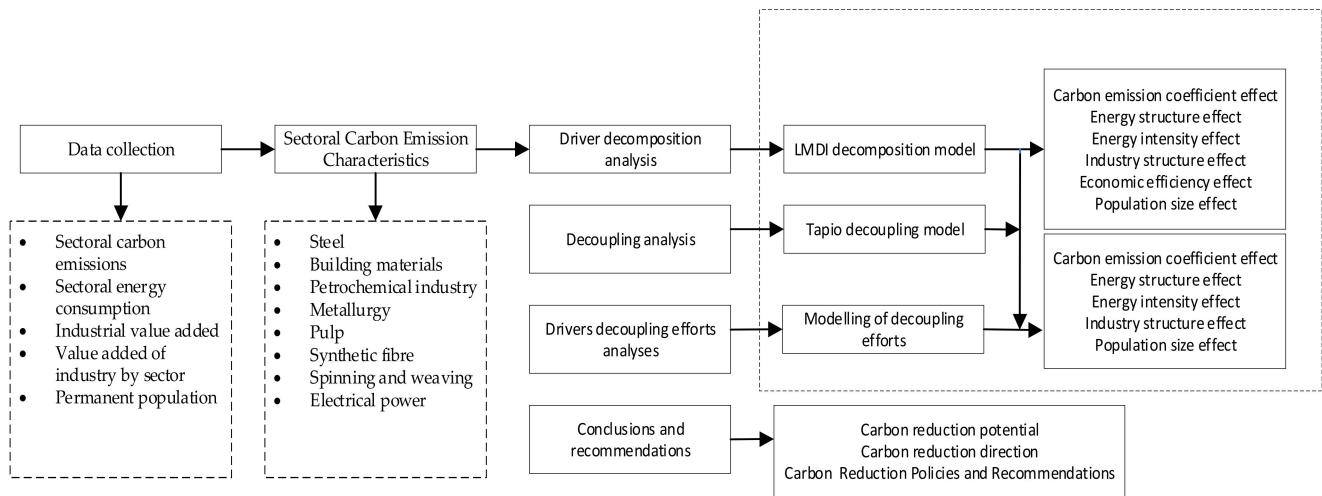 Data collection
• Sectoral carbon
emissions
• Sectoral energy
consumption
• Industrial value added
• Value added of
industry by sector
• Permanent population
Sectoral Carbon Emission
Characteristics
• Steel
• Building materials
• Petrochemical industry
• Metallurgy
• Pulp
• Synthetic fibre
• Spinning and weaving
• Electrical power
Driver decomposition
analysis
Decoupling analysis
Drivers decoupling efforts
analyses
Conclusions and
recommendations
LMDI decomposition model
Tapio decoupling model
Modelling of decoupling
efforts
Carbon emission coefficient effect
Energy structure effect
Energy intensity effect
Industry structure effect
Economic efficiency effect
Population size effect
Carbon emission coefficient effect
Energy structure effect
Energy intensity effect
Industry structure effect
Population size effect
Carbon reduction potential
Carbon reduction direction
Carbon Reduction Policies and Recommendations